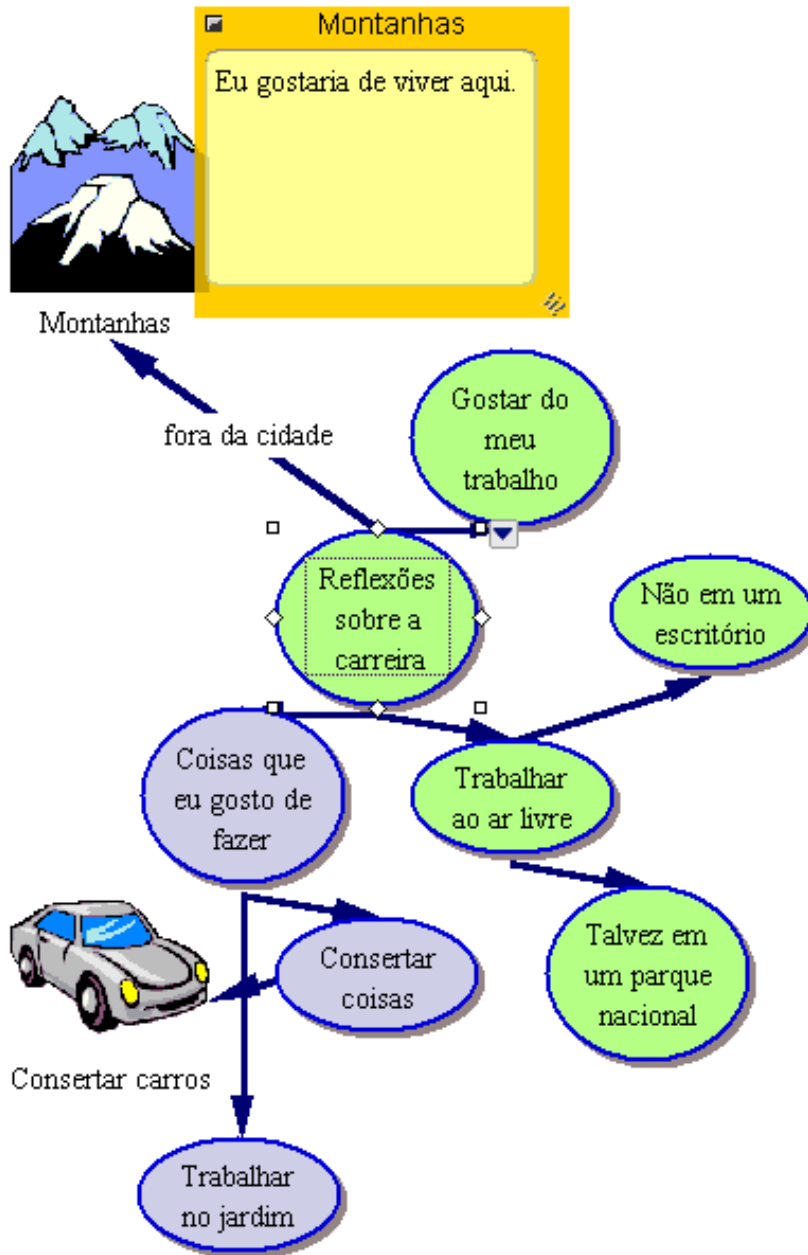 Montanhas
Eu gostaria de viver aqui.
Montanhas
fora da cidade
Gostar do
meu
trabalho
Reflexões
sobre a
carreira
Não em um
escritório
Coisas que
eu gosto de
fazer
Trabalhar
ao ar livre
Consertar
coisas
Talvez em
um parque
nacional
Consertar carros
Trabalhar
no jardim